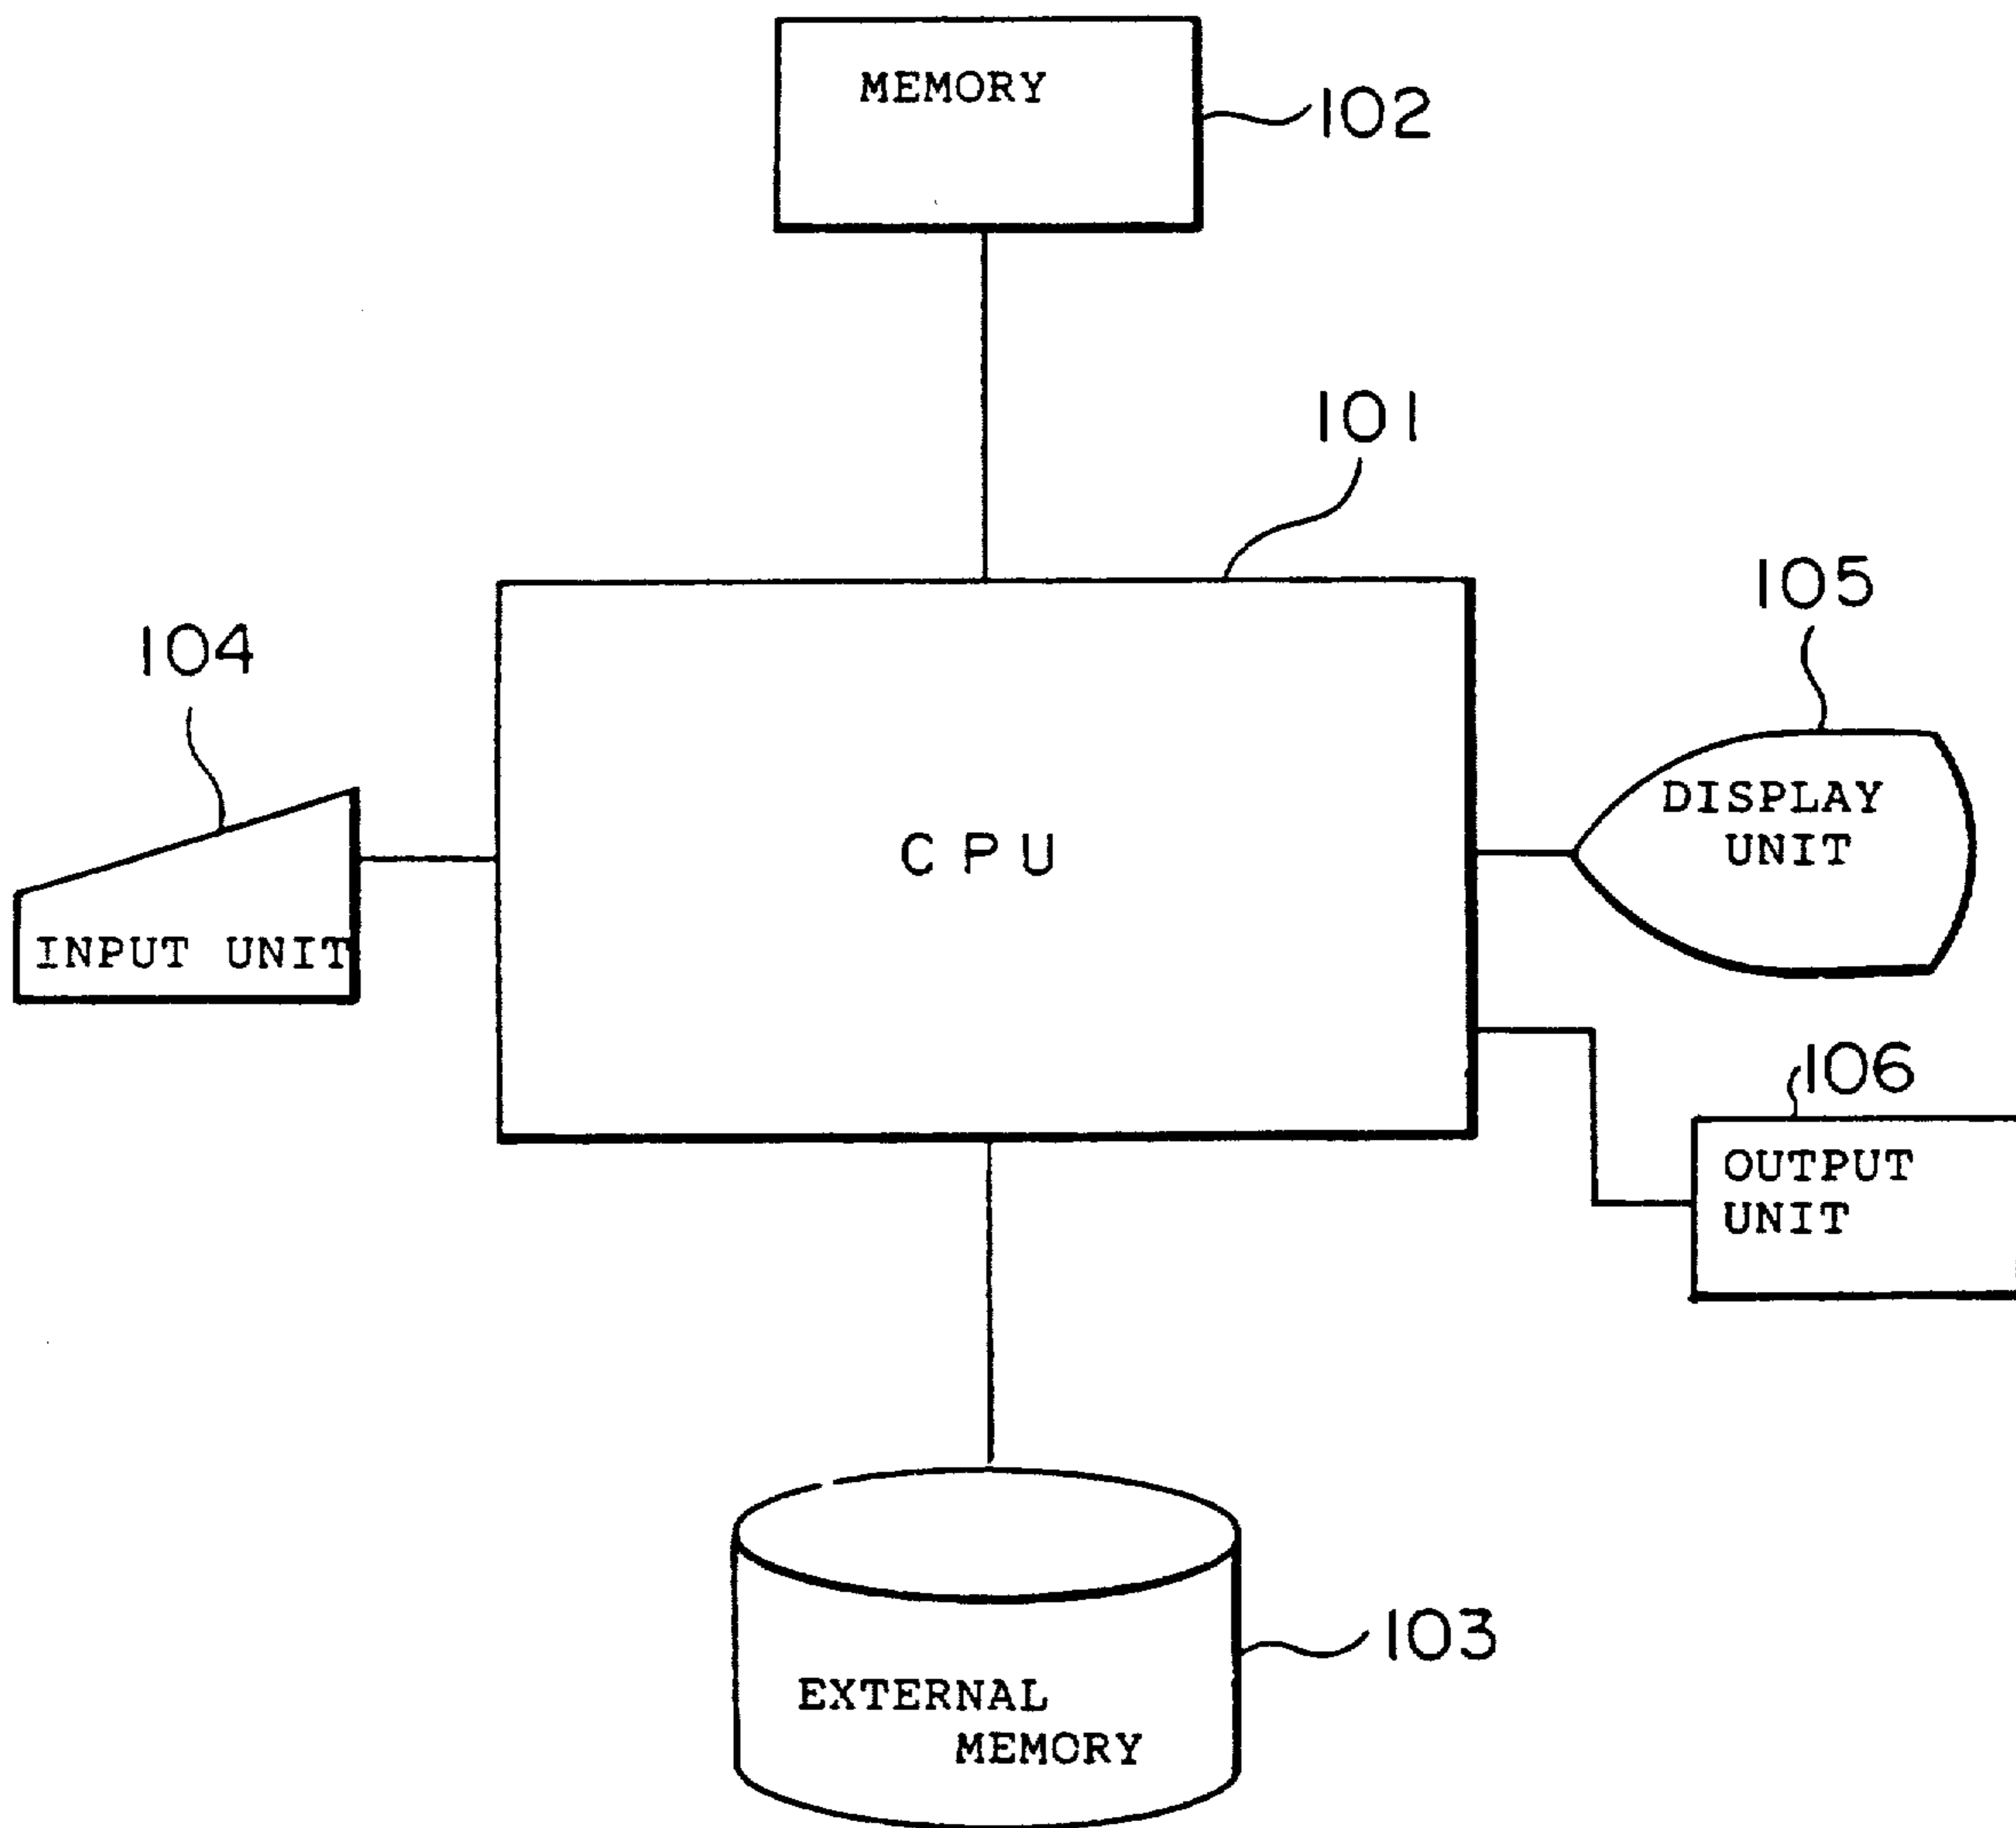 MEMORY
102
101
105
104
DISPLAY
UNIT
CPU
INPUT UNIT
106
OUTPUT
UNIT
103
EXTERNAL
MEMORY